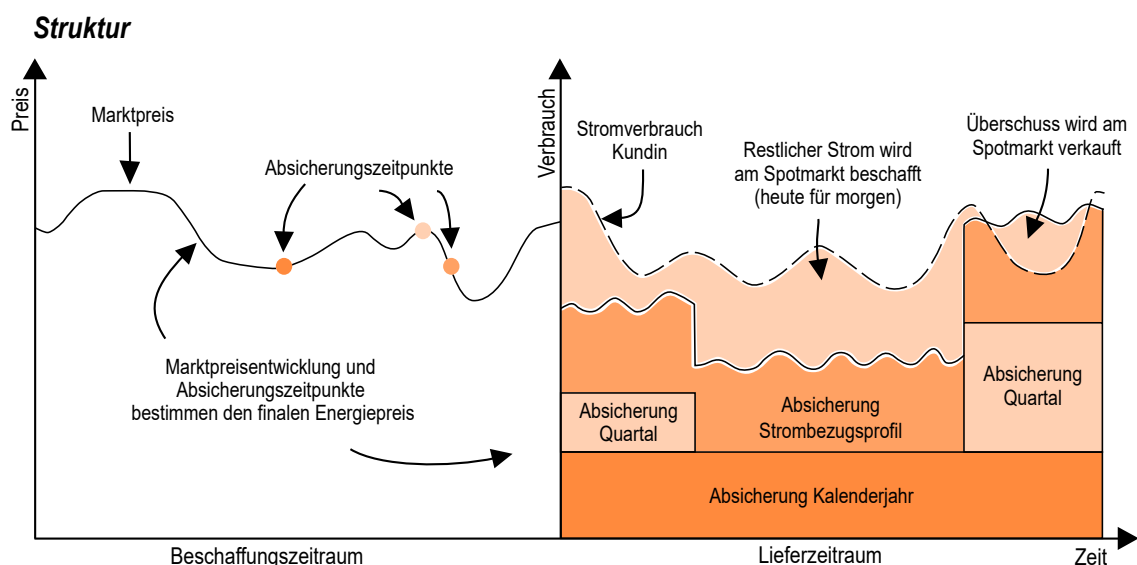 Struktur
Preis
Marktpreis
Absicherungszeitpunkte
Marktpreisentwicklung und
Absicherungszeitpunkte
bestimmen den finalen Energiepreis
Beschaffungszeitraum
Verbrauch
Stromverbrauch
Kundin
Restlicher Strom wird
am Spotmarkt beschafft
(heute für morgen)
Überschuss wird am
Spotmarkt verkauft
Absicherung
Quartal
Absicherung
Strombezugsprofil
Absicherung
Quartal
Absicherung Kalenderjahr
Lieferzeitraum
Zeit